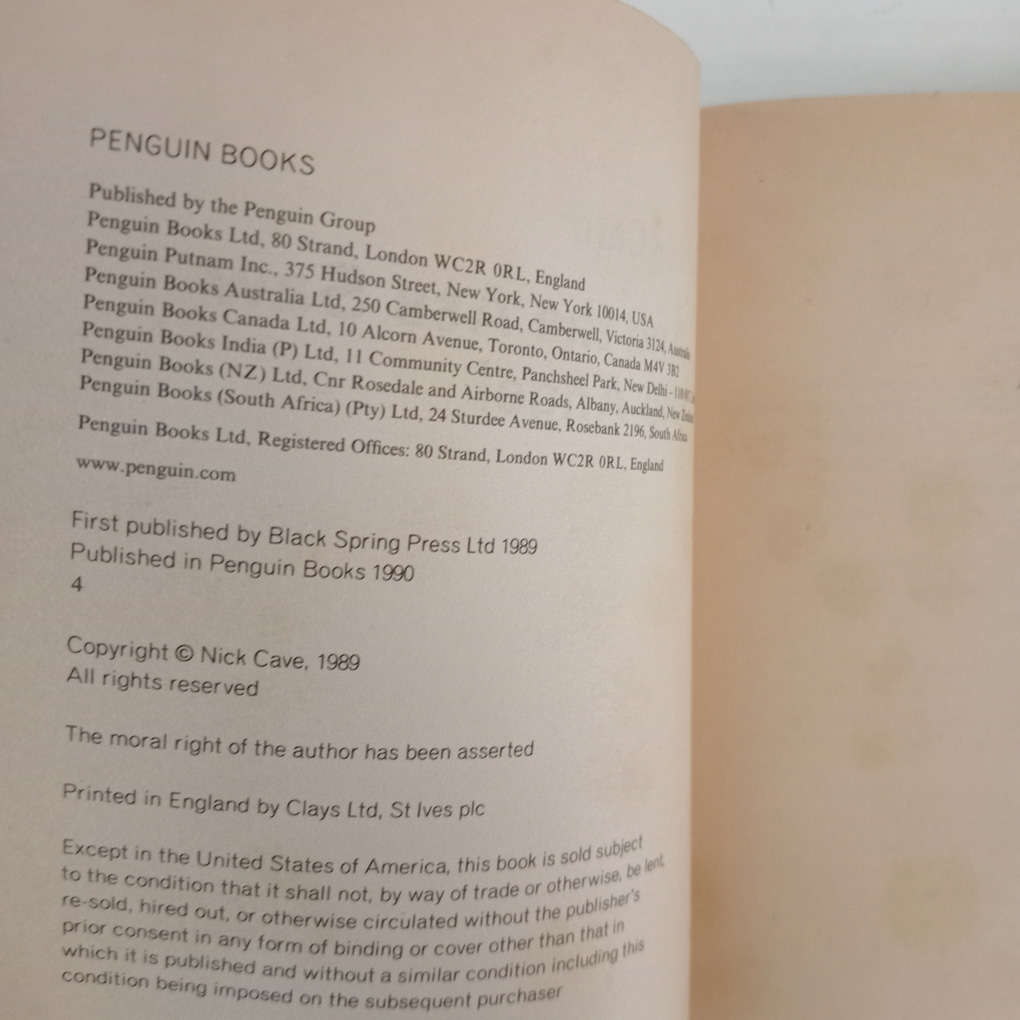 PENGUIN BOOKS
Published by the Penguin Group
Penguin Books Ltd, 80 Strand, London WC2R 0RL, England
Penguin Putnam Inc., 375 Hudson Street, New York, New York 10014, USA
Penguin Books Australia Ltd, 250 Camberwell Road, Camberwell, Victoria 3124, Australia
Penguin Books Canada Ltd, 10 Alcorn Avenue, Toronto, Ontario, Canada M4V 3B2
Penguin Books India (P) Ltd, 11 Community Centre, Panchsheel Park, New Delhi –
Penguin Books (NZ) Ltd, Cnr Rosedale and Airborne Roads, Albany, Auckland, New Zealand
Penguin Books (South Africa) (Pty) Ltd, 24 Sturdee Avenue, Rosebank 2196, South Africa
Penguin Books Ltd, Registered Offices: 80 Strand, London WC2R 0RL, England
www.penguin.com
First published by Black Spring Press Ltd 1989
Published in Penguin Books 1990
4
Copyright © Nick Cave, 1989
All rights reserved
The moral right of the author has been asserted
Printed in England by Clays Ltd, St Ives plc
Except in the United States of America, this book is sold subject
to the condition that it shall not, by way of trade or otherwise, be lent,
re-sold, hired out, or otherwise circulated without the publisher's
prior consent in any form of binding or cover other than that in
which it is published and without a similar condition including this
condition being imposed on the subsequent purchaser